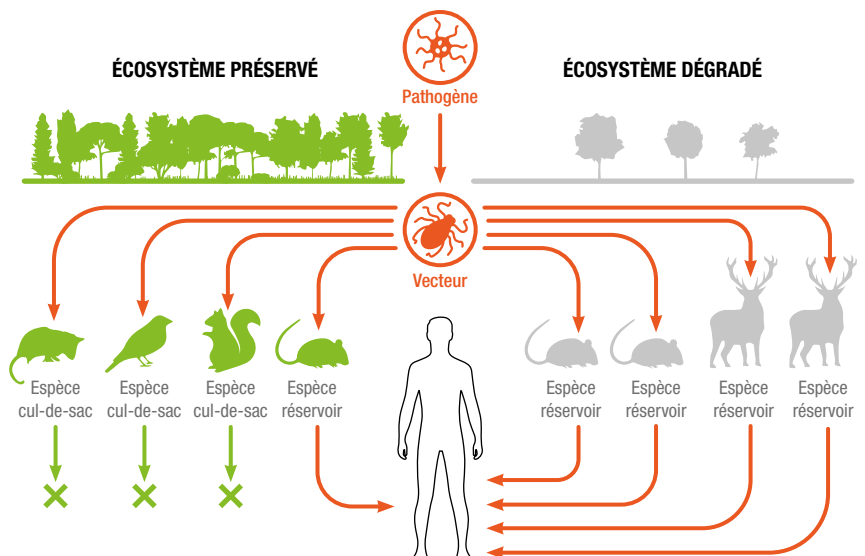 ÉCOSYSTÈME PRÉSERVÉ
ÉCOSYSTÈME DÉGRADÉ
Pathogène
Vecteur
Espèce
cul-de-sac
Espèce
cul-de-sac
Espèce
cul-de-sac
Espèce
réservoir
Espèce
réservoir
Espèce
réservoir
Espèce
réservoir
Espèce
réservoir